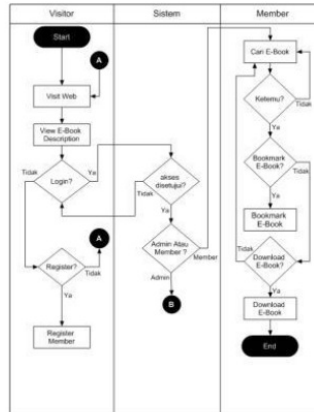 Visitor
Sistem
Member
Start
A
Visit Web
View E-Book
Description
Tidak
Ya
Login?
Register?
A
Tidak
Ya
Register
Member
akses
disetujui?
Tidak
Ya
Admin Atau
Member ?
Member
Admin
B
Cari E-Book
Ketemu?
Tidak
Ya
Bookmark
E-Book?
Tidak
Ya
Bookmark
E-Book
Download
E-Book?
Tidak
Ya
Download
E-Book
End